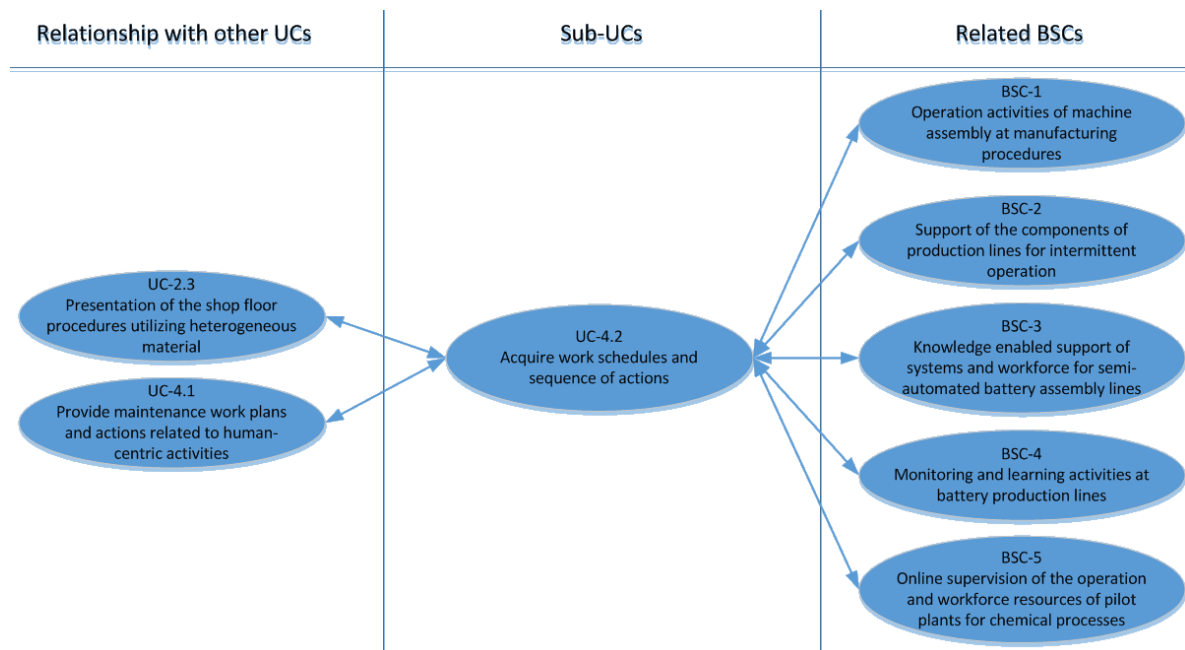 Relationship with other UCs
Sub-UCs
Related BSCs
UC-2.3
Presentation of the shop floor
procedures utilizing heterogeneous
material
UC-4.1
Provide maintenance work plans
and actions related to human-
centric activities
UC-4.2
Acquire work schedules and
sequence of actions
BSC-1
Operation activities of machine
assembly at manufacturing
procedures
BSC-2
Support of the components of
production lines for intermittent
operation
BSC-3
Knowledge enabled support of
systems and workforce for semi-
automated battery assembly lines
BSC-4
Monitoring and learning activities at
battery production lines
BSC-5
Online supervision of the operation
and workforce resources of pilot
plants for chemical processes